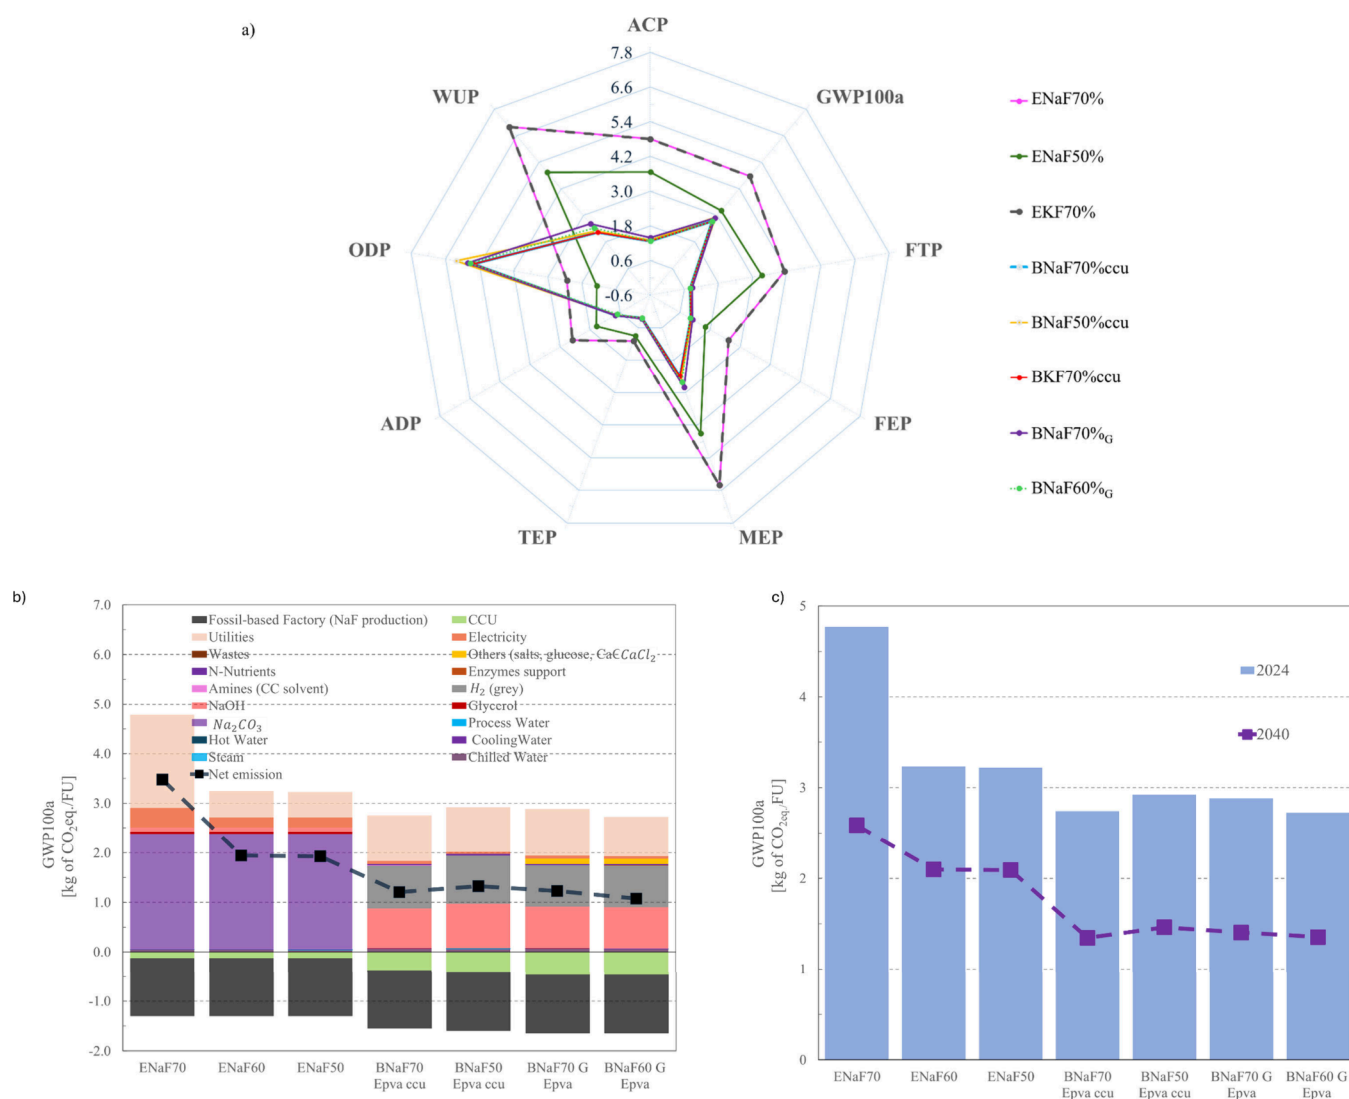 a)
ACP
7.8
6.6
5.4
4.2
3.0
1.8
0.6
-0.6
GWP100a
FTP
FEP
MEP
TEP
ADP
ODP
WUP
ENaF70%
ENaF50%
EKF70%
BNaF70%ccu
BNaF50%ccu
BKF70%ccu
BNaF70%G
BNaF60%G
b)
GWP100a
[kg of CO2eq./FU]
7.0
6.0
5.0
4.0
3.0
2.0
1.0
0.0
-1.0
-2.0
Fossil-based Factory (NaF production)
CCU
Utilities
Electricity
Wastes
Others (salts, glucose, CaCCaCl2
N-Nutrients
Enzymes support
Amines (CC solvent)
H2 (grey)
NaOH
Glycerol
Na2CO3
Process Water
Hot Water
CoolingWater
Steam
Chilled Water
Net emission
ENaF70
ENaF60
ENaF50
BNaF70
Epva ccu
BNaF50
Epva ccu
BNaF70 G
Epva
BNaF60 G
Epva
c)
GWP100a
[kg of CO2eq./FU]
5
4
3
2
1
0
2024
2040
ENaF70
ENaF60
ENaF50
BNaF70
Epva ccu
BNaF50
Epva ccu
BNaF70 G
Epva
BNaF60 G
Epva